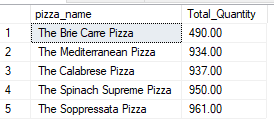 pizza_name Total_Quantity
1 The Brie Carre Pizza 490.00
2 The Mediterranean Pizza 934.00
3 The Calabrese Pizza 937.00
4 The Spinach Supreme Pizza 950.00
5 The Soppressata Pizza 961.00